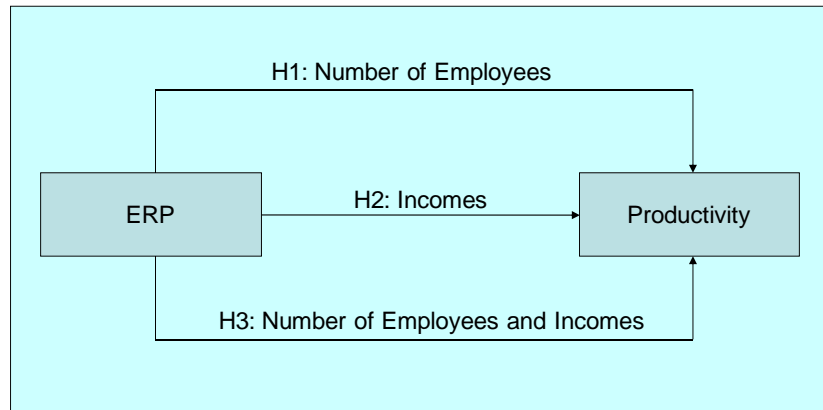 H1: Number of Employees
ERP
H2: Incomes
Productivity
H3: Number of Employees and Incomes